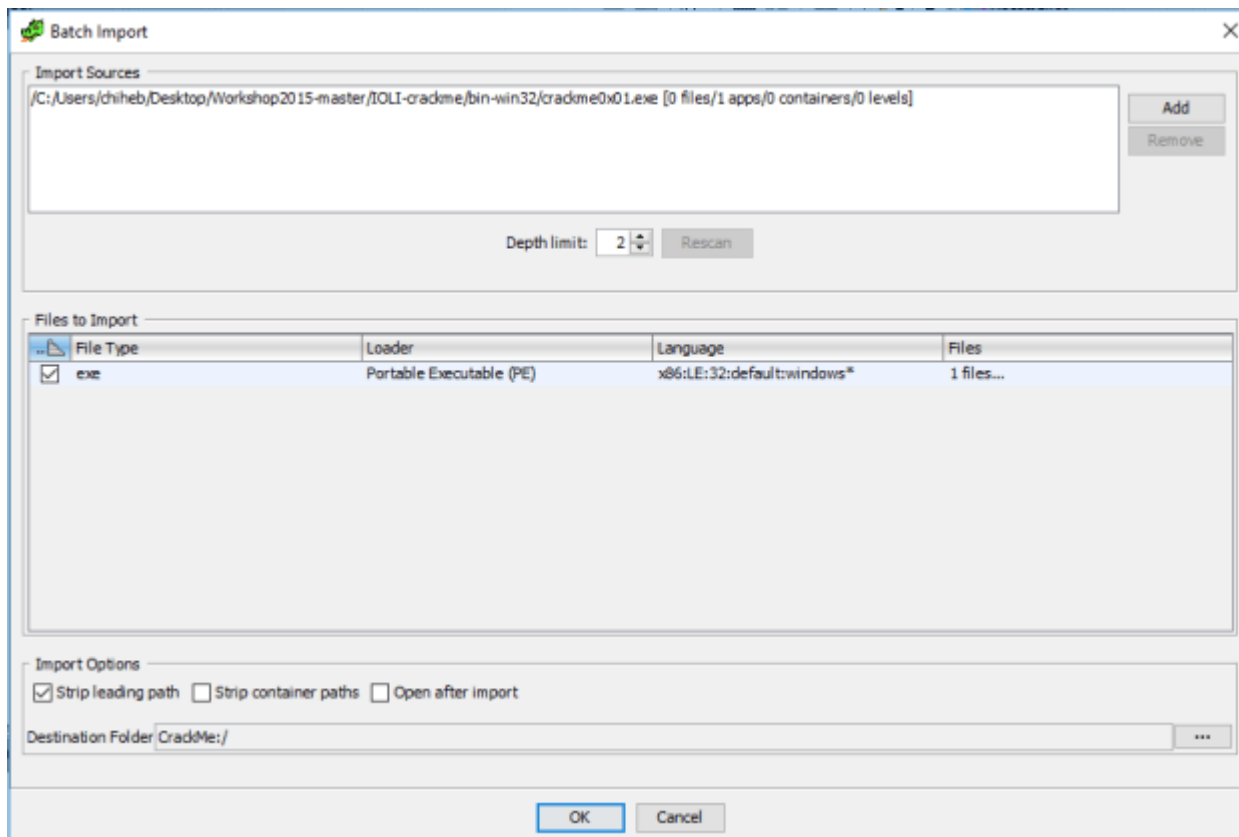 Batch Import
Import Sources
/C:/Users/chiheb/Desktop/Workshop2015-master/IOLI-crackme/bin-win32/crackme0x01.exe [0 files/1 apps/0 containers/0 levels]
Add
Remove
Depth limit: 2 Rescan
Files to Import
.. File Type Loader Language Files
exe Portable Executable (PE) x86:LE:32:default:windows* 1 files...
Import Options
Strip leading path Strip container paths Open after import
Destination Folder CrackMe:/ ...
OK Cancel